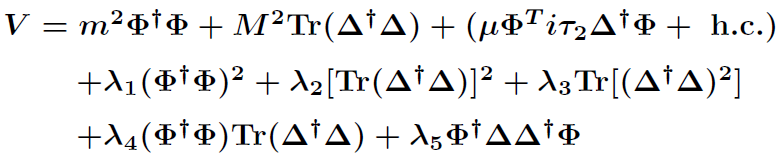 V = m²Φ†Φ + M²Tr(Δ†Δ) + (μΦᵀiτ₂Δ†Φ + h.c.)
+λ₁(Φ†Φ)² + λ₂[Tr(Δ†Δ)]² + λ₃Tr[(Δ†Δ)²]
+λ₄(Φ†Φ)Tr(Δ†Δ) + λ₅Φ†ΔΔ†Φ